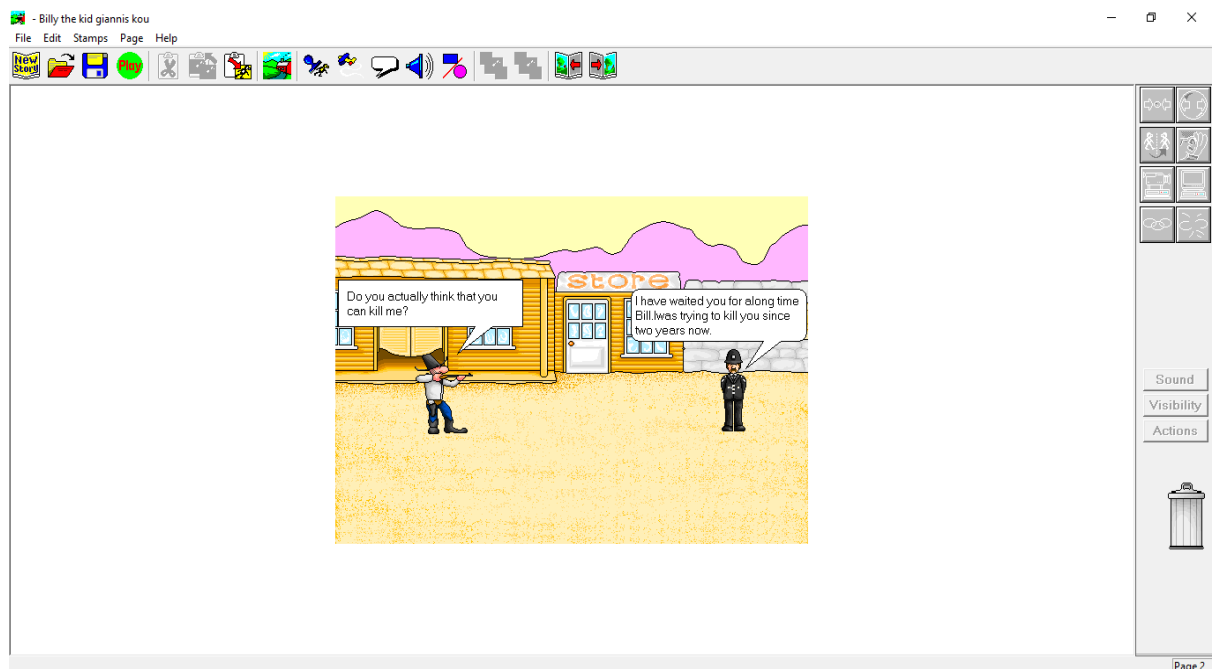 - Billy the kid giannis kou
File Edit Stamps Page Help
New Story
Play
store
Do you actually think that you
can kill me?
I have waited you for along time
Bill.Iwas trying to kill you since
two years now.
Sound
Visibility
Actions
Page 2